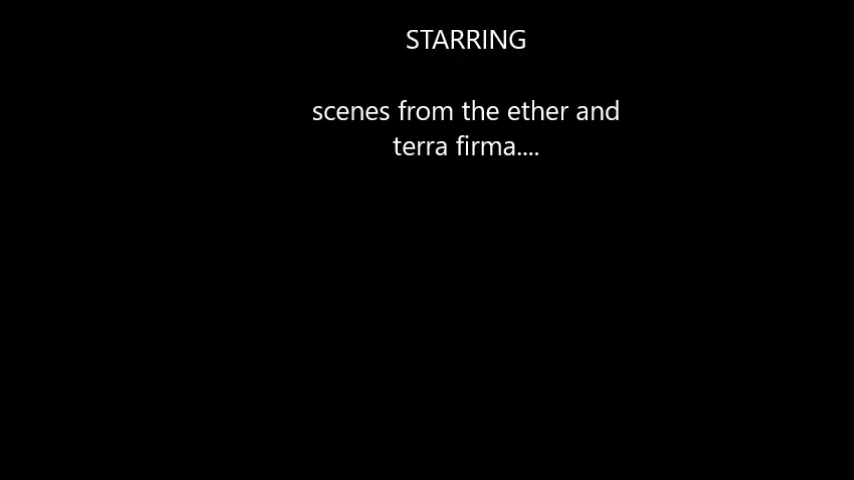 STARRING
scenes from the ether and
terra firma....